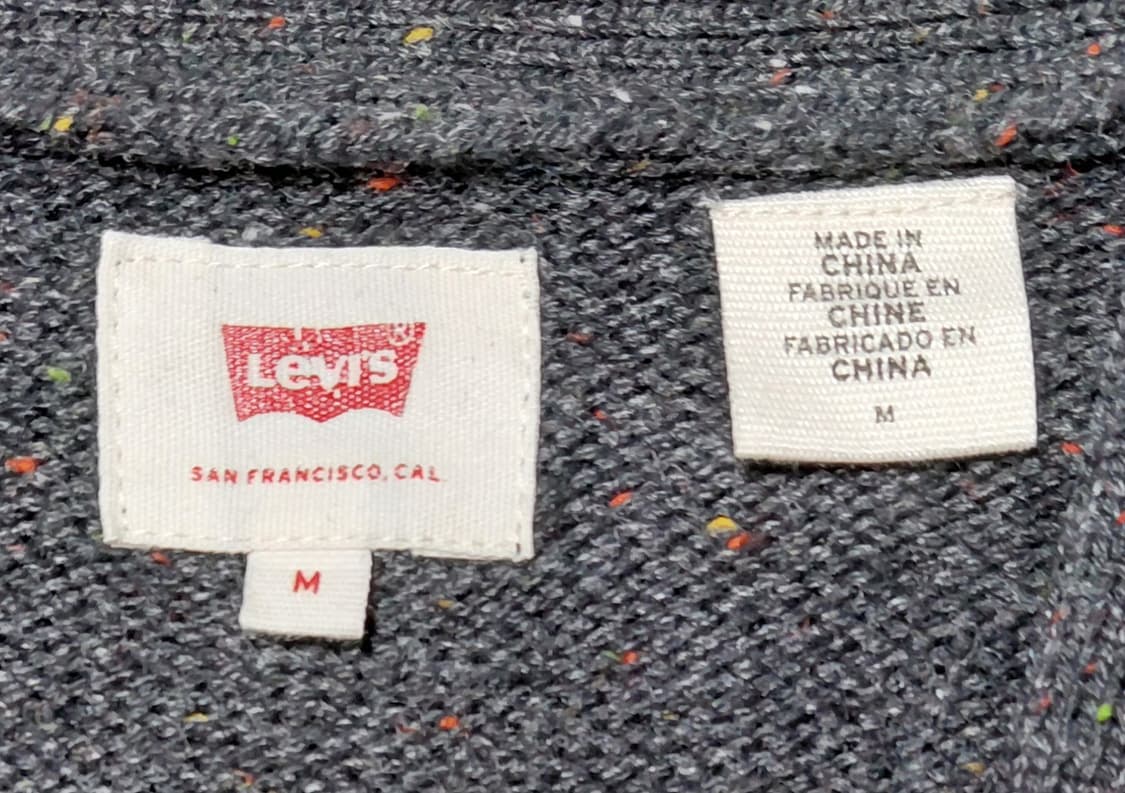 Levi's®
SAN FRANCISCO, CAL
M
MADE IN
CHINA
FABRIQUE EN
CHINE
FABRICADO EN
CHINA
M